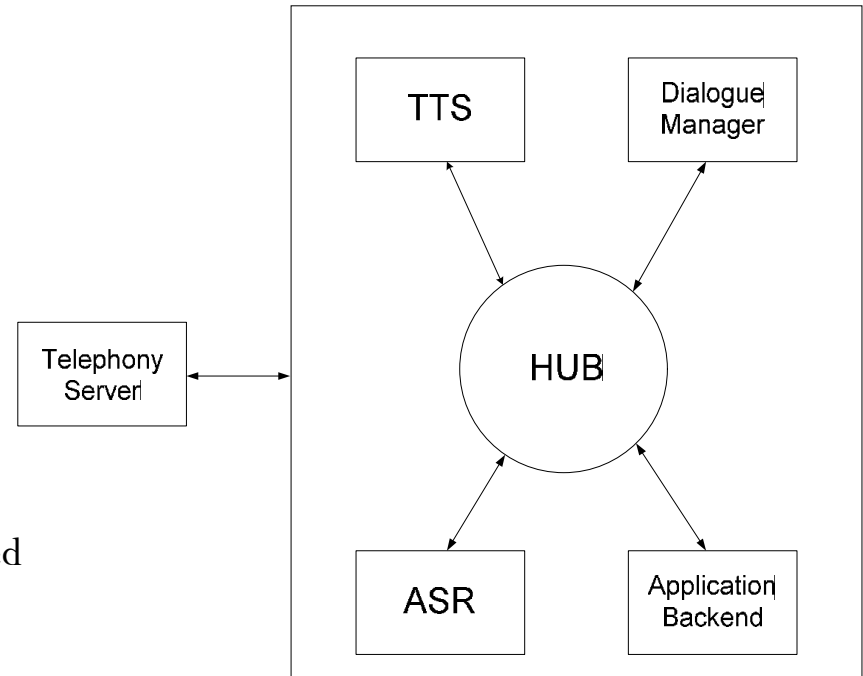 TTS
Dialogue
Manager
Telephony
Server
HUB
ASR
Application
Backend